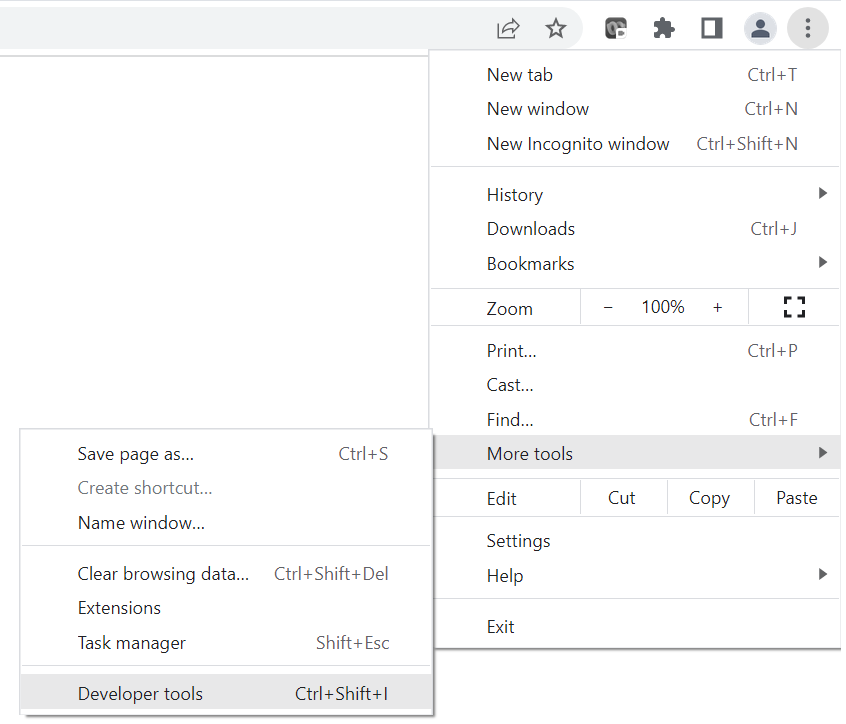 New tab Ctrl+T
New window Ctrl+N
New Incognito window Ctrl+Shift+N
History
Downloads Ctrl+J
Bookmarks
Zoom − 100% +
Print... Ctrl+P
Cast...
Find... Ctrl+F
More tools
Edit Cut Copy Paste
Settings
Help
Exit
Save page as... Ctrl+S
Create shortcut...
Name window...
Clear browsing data... Ctrl+Shift+Del
Extensions
Task manager Shift+Esc
Developer tools Ctrl+Shift+I